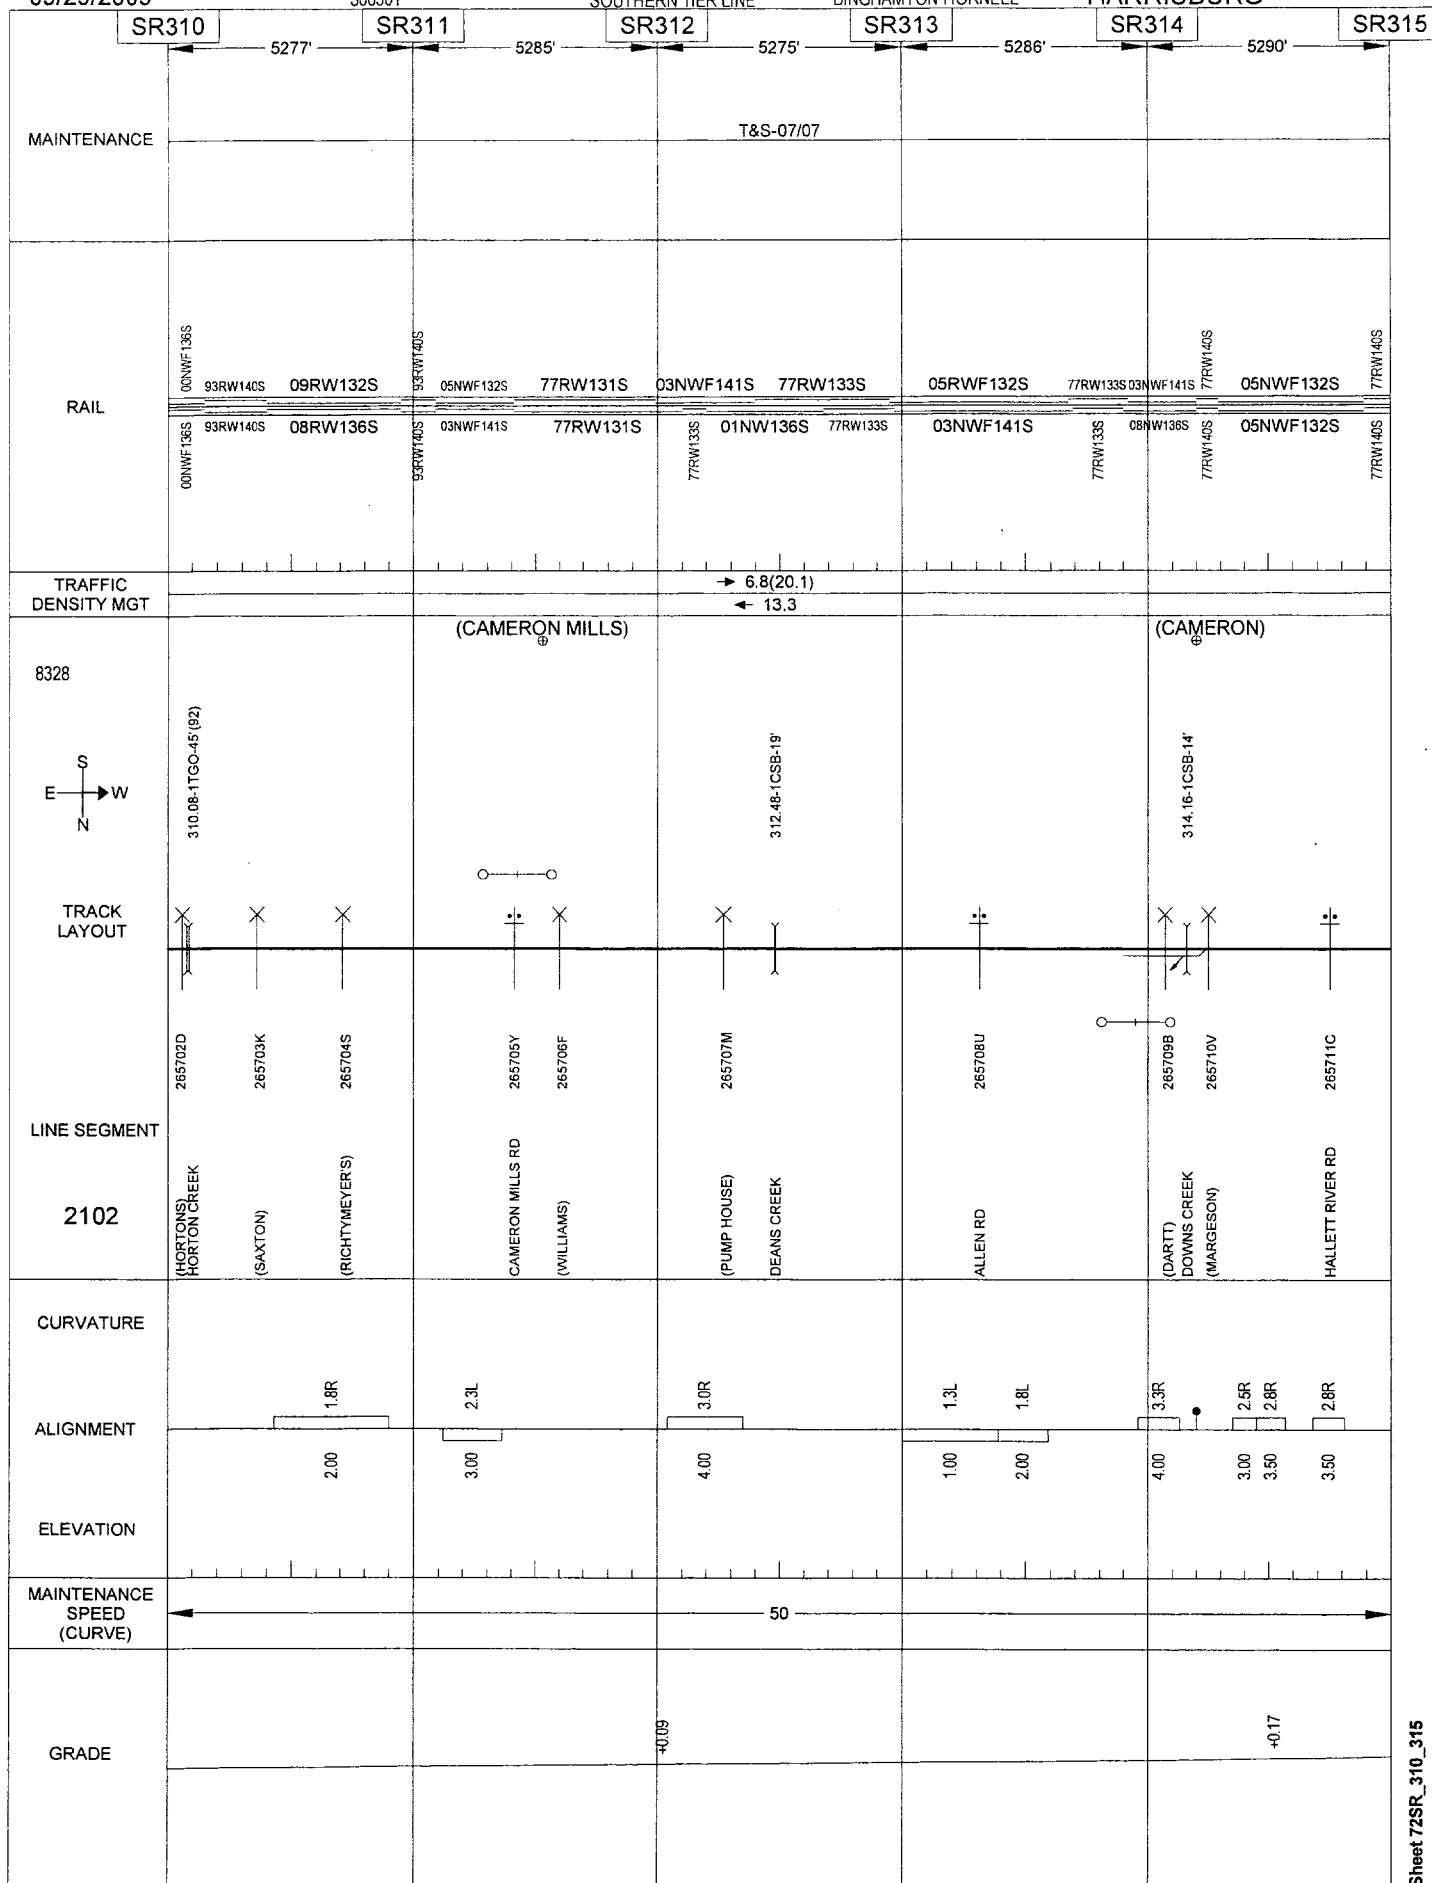 SOUTHERN TIER LINE
SR310 SR311 SR312 SR313 SR314 SR315
5277' 5285' 5275' 5286' 5290'
MAINTENANCE
T&S-07/07
RAIL
00NWF136S 93RW140S 09RW132S 93RW140S 05NWF132S 77RW131S 03NWF141S 77RW133S 05RWF132S 77RW133S 03NWF141S 77RW140S 05NWF132S 77RW140S
00NWF136S 93RW140S 08RW136S 93RW140S 03NWF141S 77RW131S 77RW133S 01NW136S 77RW133S 03NWF141S 77RW133S 08NW136S 77RW140S 05NWF132S 77RW140S
TRAFFIC
DENSITY MGT
→ 6.8(20.1)
← 13.3
(CAMERON MILLS) (CAMERON)
8328
S
E W
N
310.08-1TGO-45'(92) 312.48-1CSB-19' 314.16-1CSB-14'
TRACK
LAYOUT
265702D 265703K 265704S 265705Y 265706F 265707M 265708U 265709B 265710V 265711C
LINE SEGMENT
2102
(HORTONS)
HORTON CREEK
(SAXTON)
(RICHTYMEYER'S)
CAMERON MILLS RD
(WILLIAMS)
(PUMP HOUSE)
DEANS CREEK
ALLEN RD
(DARTT)
DOWNS CREEK
(MARGESON)
HALLETT RIVER RD
CURVATURE
1.8R 2.3L 3.0R 1.3L 1.8L 3.3R 2.5R 2.8R 2.8R
ALIGNMENT
2.00 3.00 4.00 1.00 2.00 4.00 3.00 3.50 3.50
ELEVATION
MAINTENANCE
SPEED
(CURVE)
50
GRADE
+0.09 +0.17
Sheet 72SR_310_315